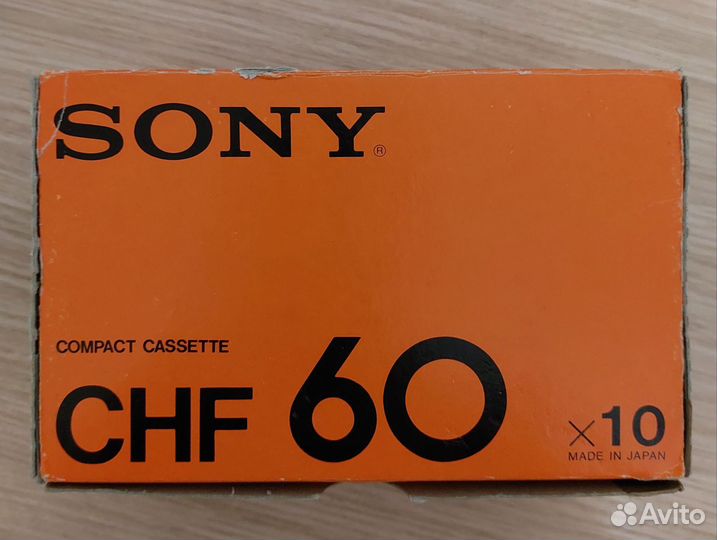 SONY®
COMPACT CASSETTE
CHF 60 ×10
MADE IN JAPAN
Avito